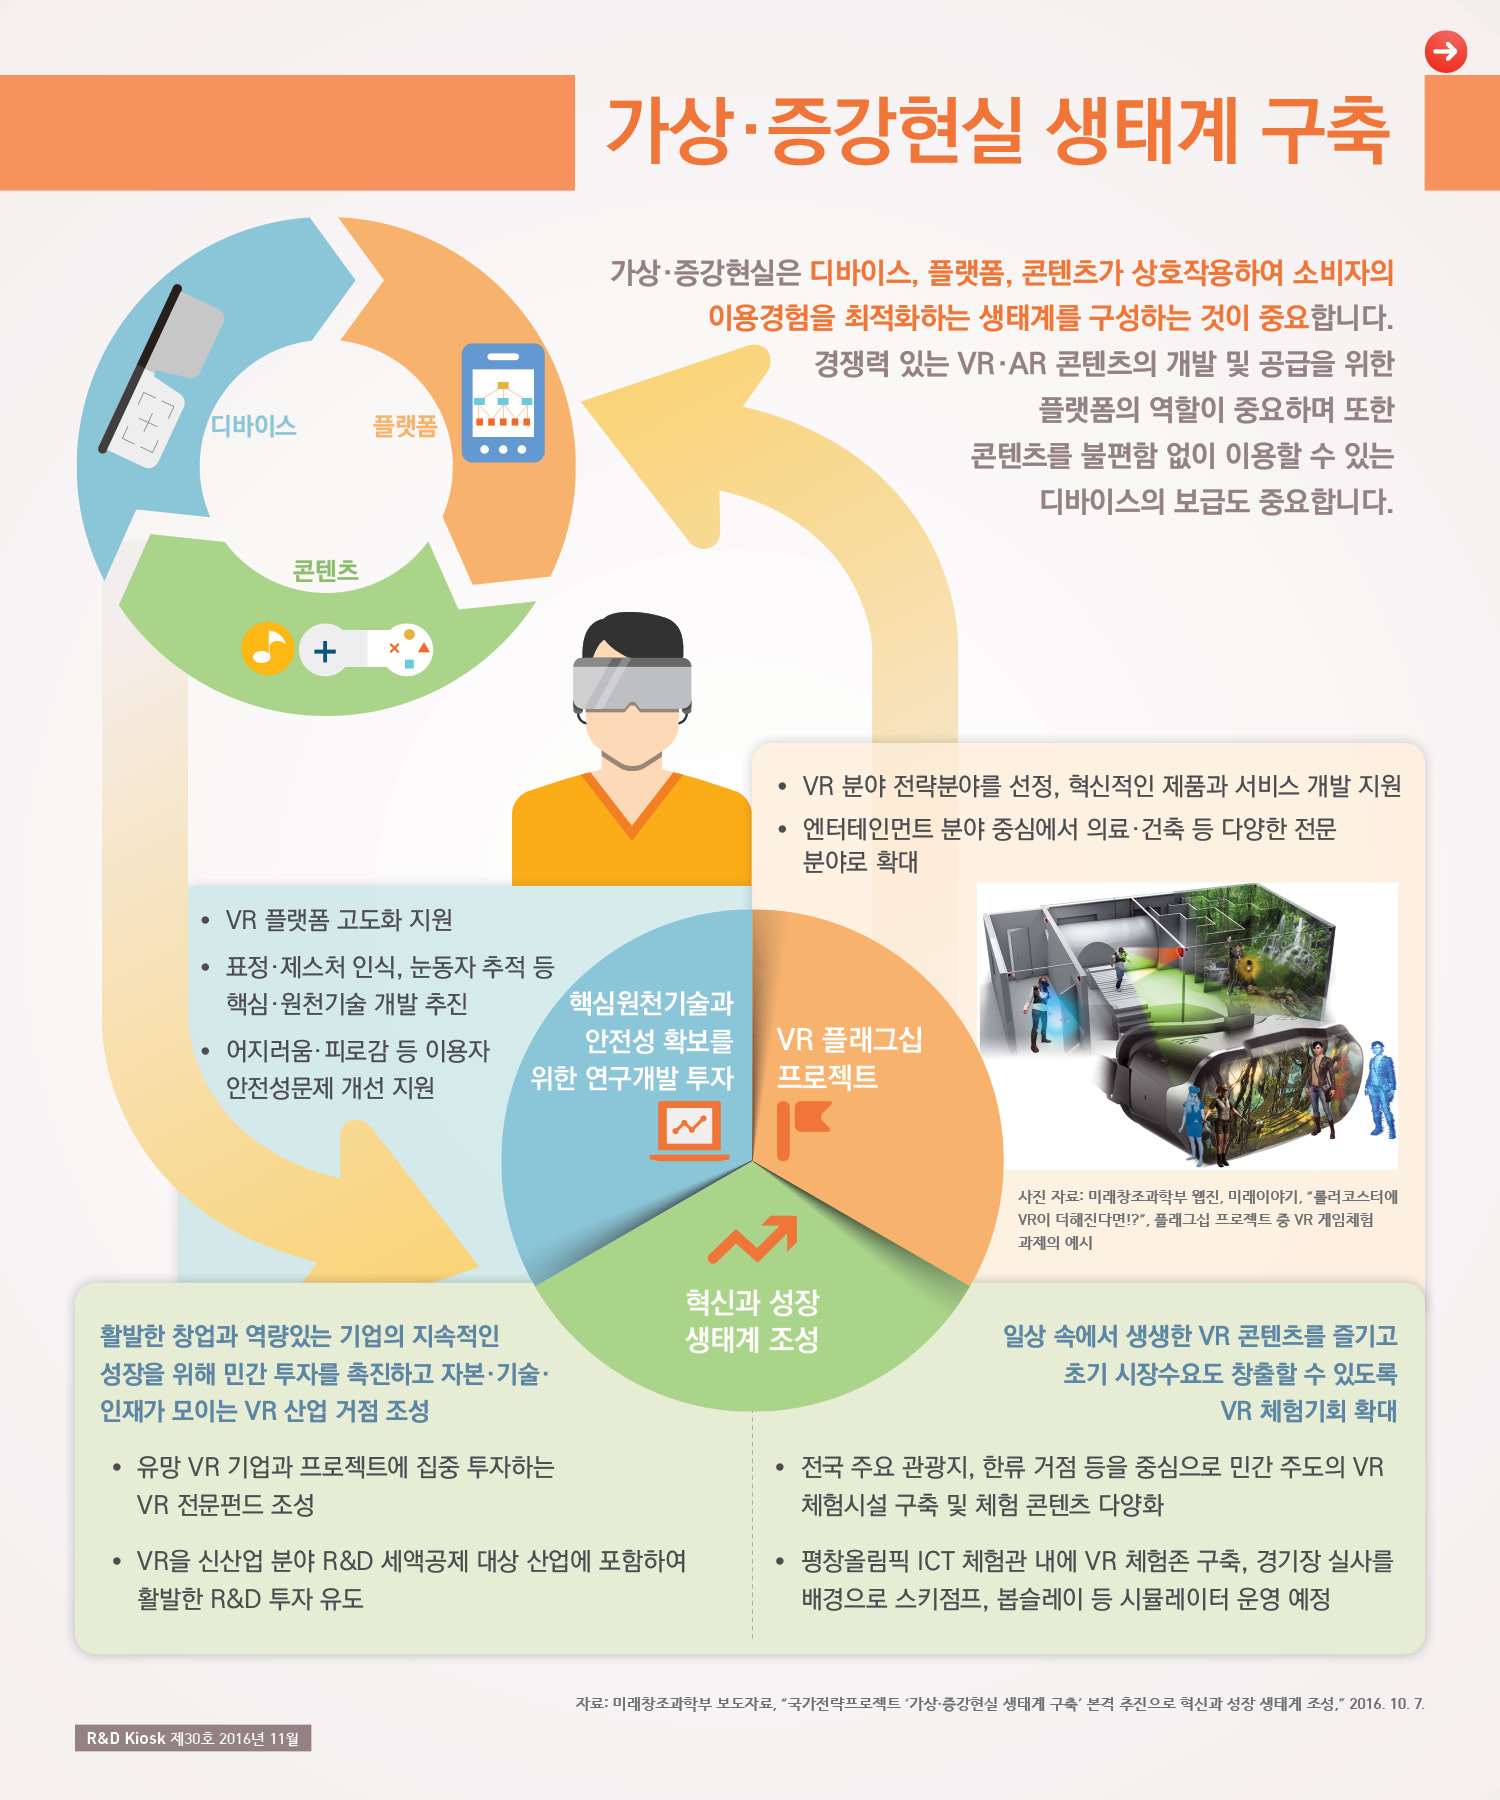 가상·증강현실 생태계 구축
가상·증강현실은 디바이스, 플랫폼, 콘텐츠가 상호작용하여 소비자의
이용경험을 최적화하는 생태계를 구성하는 것이 중요합니다.
경쟁력 있는 VR·AR 콘텐츠의 개발 및 공급을 위한
플랫폼의 역할이 중요하며 또한
콘텐츠를 불편함 없이 이용할 수 있는
디바이스의 보급도 중요합니다.
디바이스
플랫폼
콘텐츠
• VR 분야 전략분야를 선정, 혁신적인 제품과 서비스 개발 지원
• 엔터테인먼트 분야 중심에서 의료·건축 등 다양한 전문
분야로 확대
• VR 플랫폼 고도화 지원
• 표정·제스처 인식, 눈동자 추적 등
핵심·원천기술 개발 추진
• 어지러움·피로감 등 이용자
안전성문제 개선 지원
핵심원천기술과
안전성 확보를
위한 연구개발 투자
VR 플래그십
프로젝트
사진 자료: 미래창조과학부 웹진, 미래이야기, “롤러코스터에
VR이 더해진다면!?”, 플래그십 프로젝트 중 VR 게임체험
과제의 예시
혁신과 성장
생태계 조성
활발한 창업과 역량있는 기업의 지속적인
성장을 위해 민간 투자를 촉진하고 자본·기술·
인재가 모이는 VR 산업 거점 조성
• 유망 VR 기업과 프로젝트에 집중 투자하는
VR 전문펀드 조성
• VR을 신산업 분야 R&D 세액공제 대상 산업에 포함하여
활발한 R&D 투자 유도
일상 속에서 생생한 VR 콘텐츠를 즐기고
초기 시장수요도 창출할 수 있도록
VR 체험기회 확대
• 전국 주요 관광지, 한류 거점 등을 중심으로 민간 주도의 VR
체험시설 구축 및 체험 콘텐츠 다양화
• 평창올림픽 ICT 체험관 내에 VR 체험존 구축, 경기장 실사를
배경으로 스키점프, 봅슬레이 등 시뮬레이터 운영 예정
자료: 미래창조과학부 보도자료, “국가전략프로젝트 ‘가상·증강현실 생태계 구축’ 본격 추진으로 혁신과 성장 생태계 조성,” 2016. 10. 7.
R&D Kiosk 제30호 2016년 11월